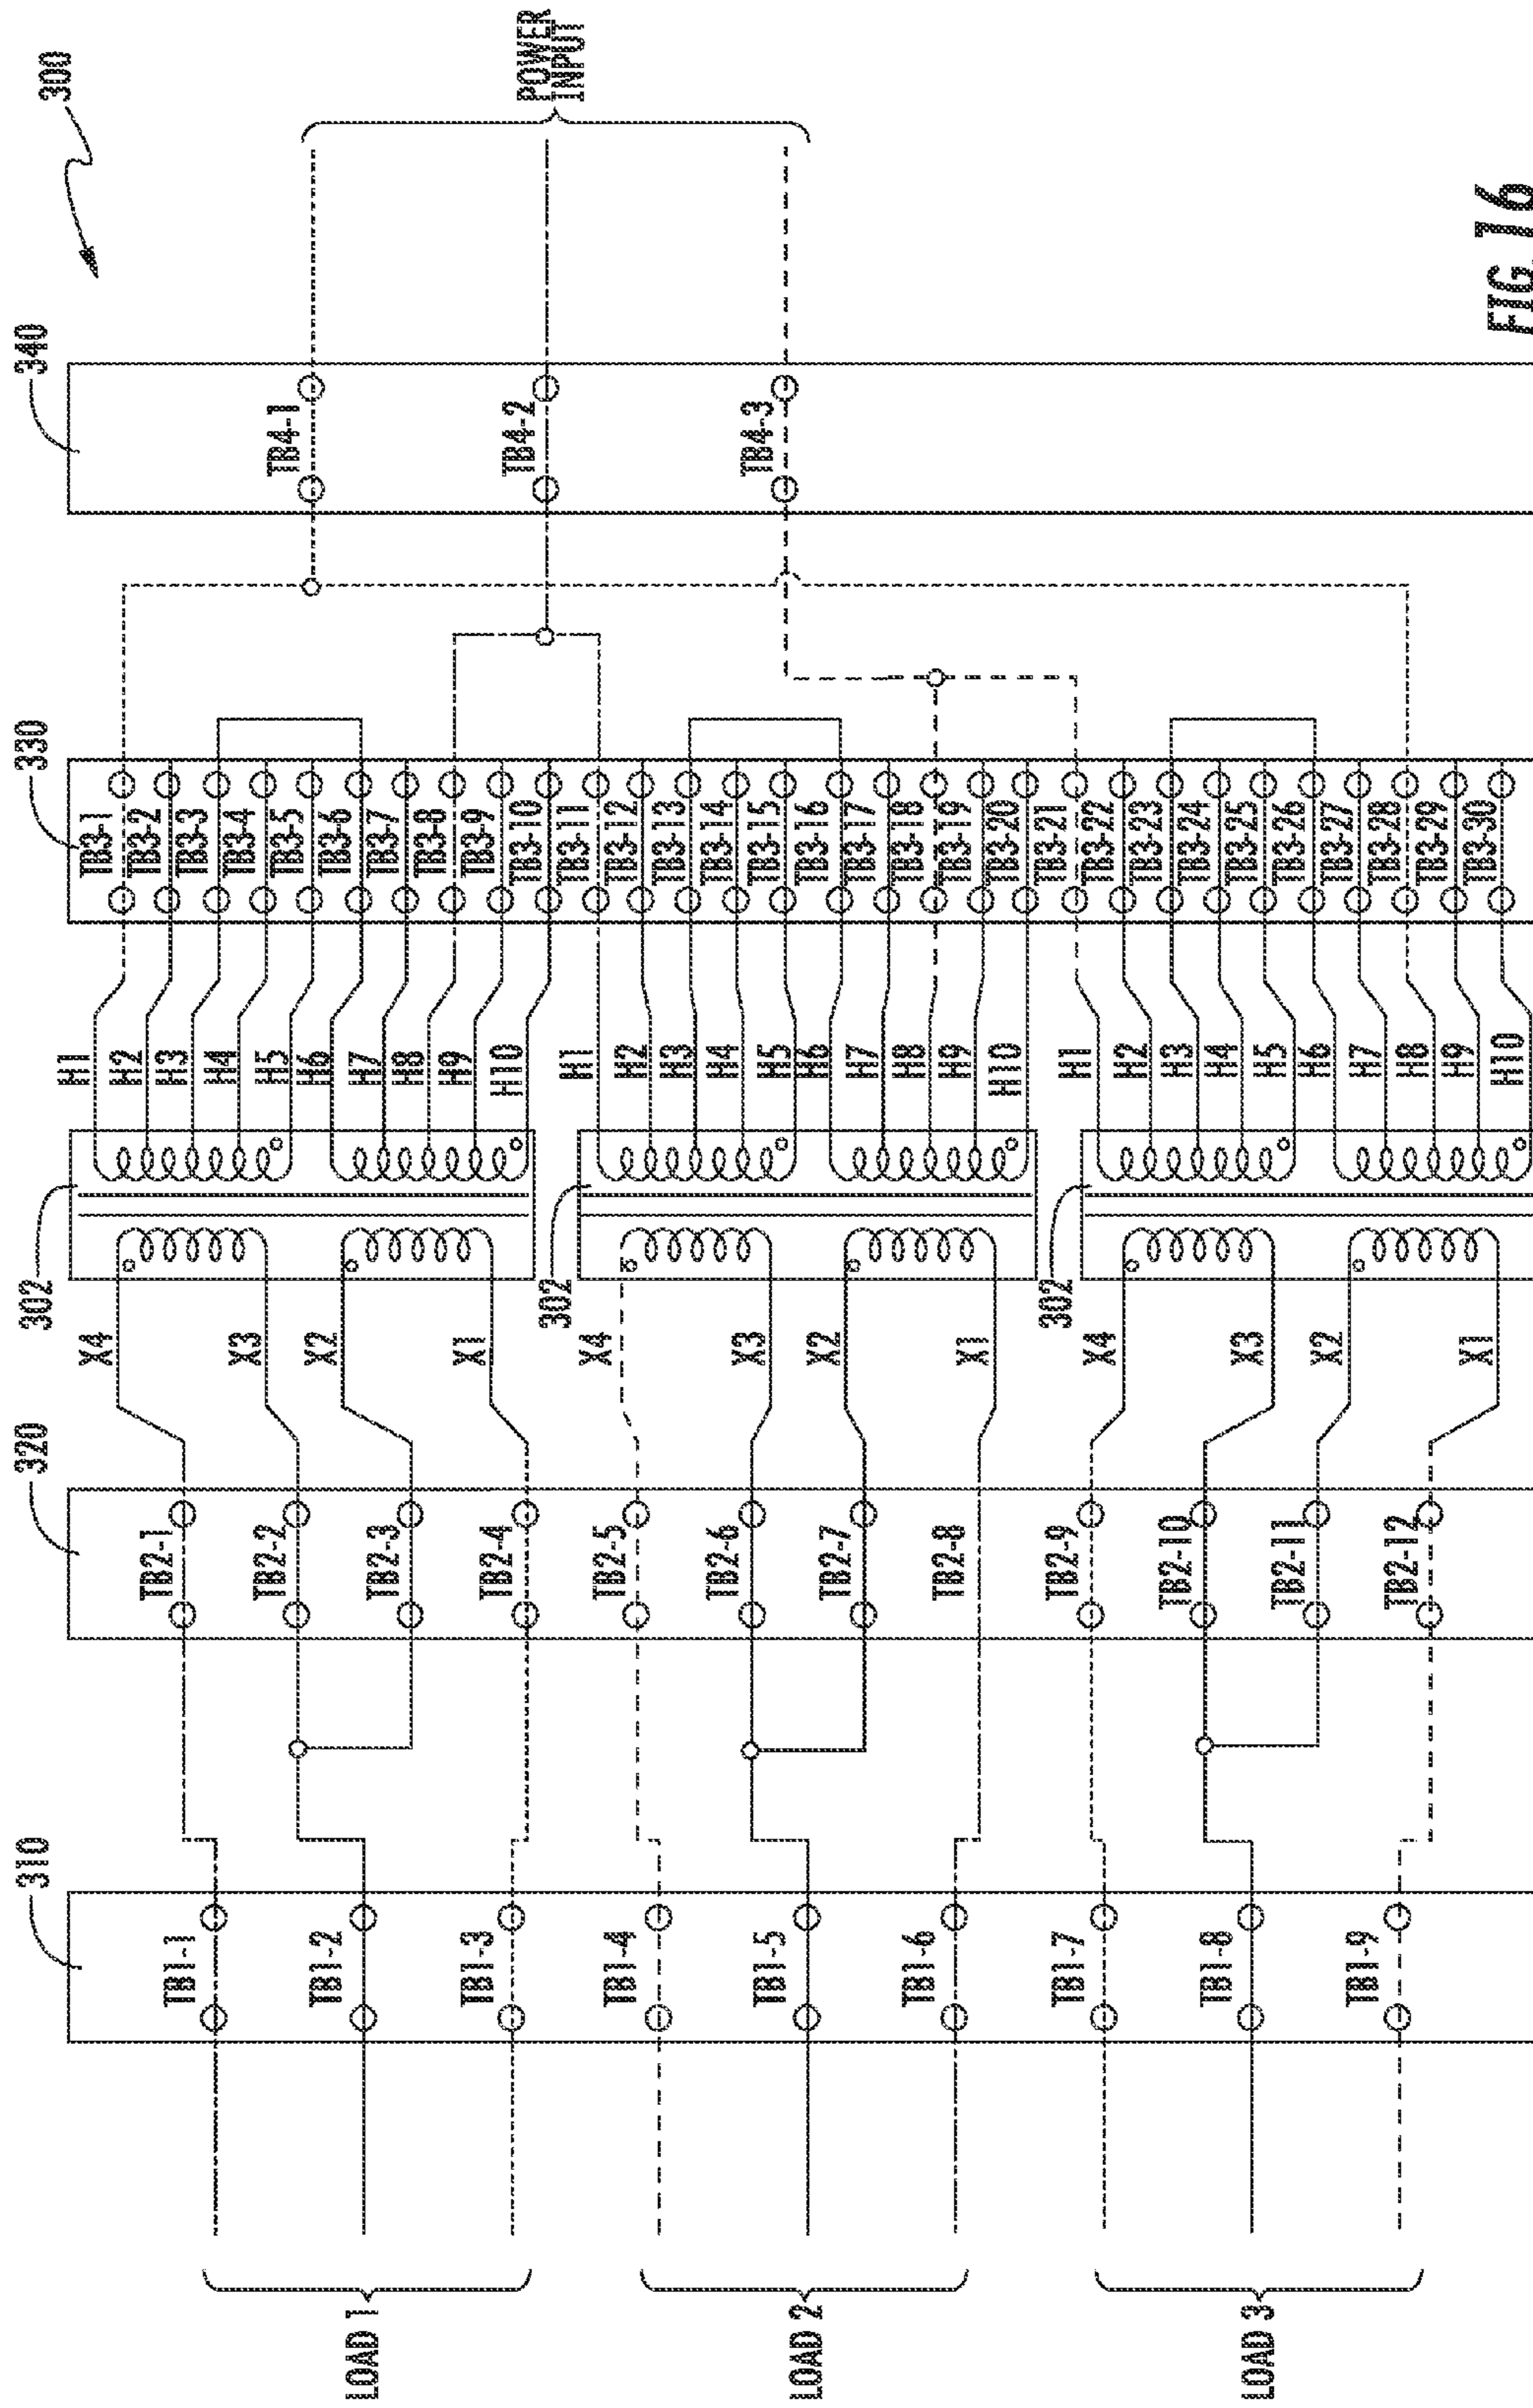 300
POWER
INPUT
340
TB4-1
TB4-2
TB4-3
330
TB3-1
TB3-2
TB3-3
TB3-4
TB3-5
TB3-6
TB3-7
TB3-8
TB3-9
TB3-10
TB3-11
TB3-12
TB3-13
TB3-14
TB3-15
TB3-16
TB3-17
TB3-18
TB3-19
TB3-20
TB3-21
TB3-22
TB3-23
TB3-24
TB3-25
TB3-26
TB3-27
TB3-28
TB3-29
TB3-30
H1
H2
H3
H4
H5
H6
H7
H8
H9
H10
H1
H2
H3
H4
H5
H6
H7
H8
H9
H10
H1
H2
H3
H4
H5
H6
H7
H8
H9
H10
302
302
302
X4
X3
X2
X1
X4
X3
X2
X1
X4
X3
X2
X1
320
TB2-1
TB2-2
TB2-3
TB2-4
TB2-5
TB2-6
TB2-7
TB2-8
TB2-9
TB2-10
TB2-11
TB2-12
310
TB1-1
TB1-2
TB1-3
TB1-4
TB1-5
TB1-6
TB1-7
TB1-8
TB1-9
LOAD 1
LOAD 2
LOAD 3
FIG. 16